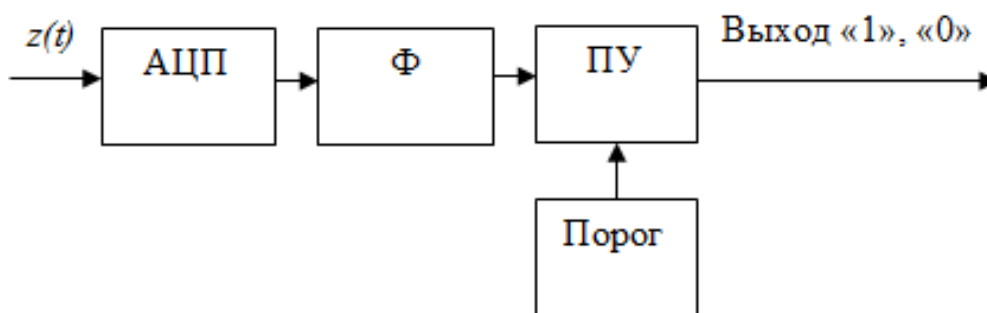 z(t)
АЦП
Ф
ПУ
Выход «1», «0»
Порог